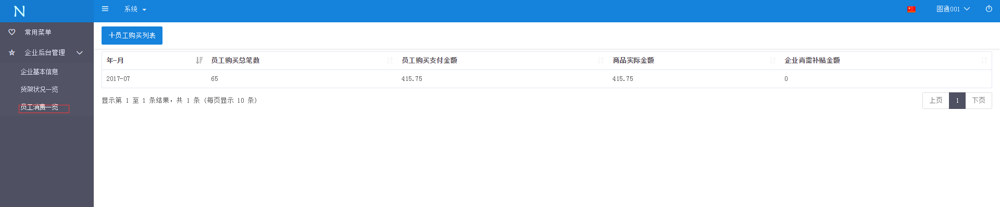 N 系统 圆通001
常用菜单
企业后台管理
企业基本信息
货架状况一览
员工消费一览
员工购买列表
年-月 员工购买总笔数 员工购买支付金额 商品实际金额 企业尚需补贴金额
2017-07 65 415.75 415.75 0
显示第 1 至 1 条结果，共 1 条 (每页显示 10 条)
上页 1 下页